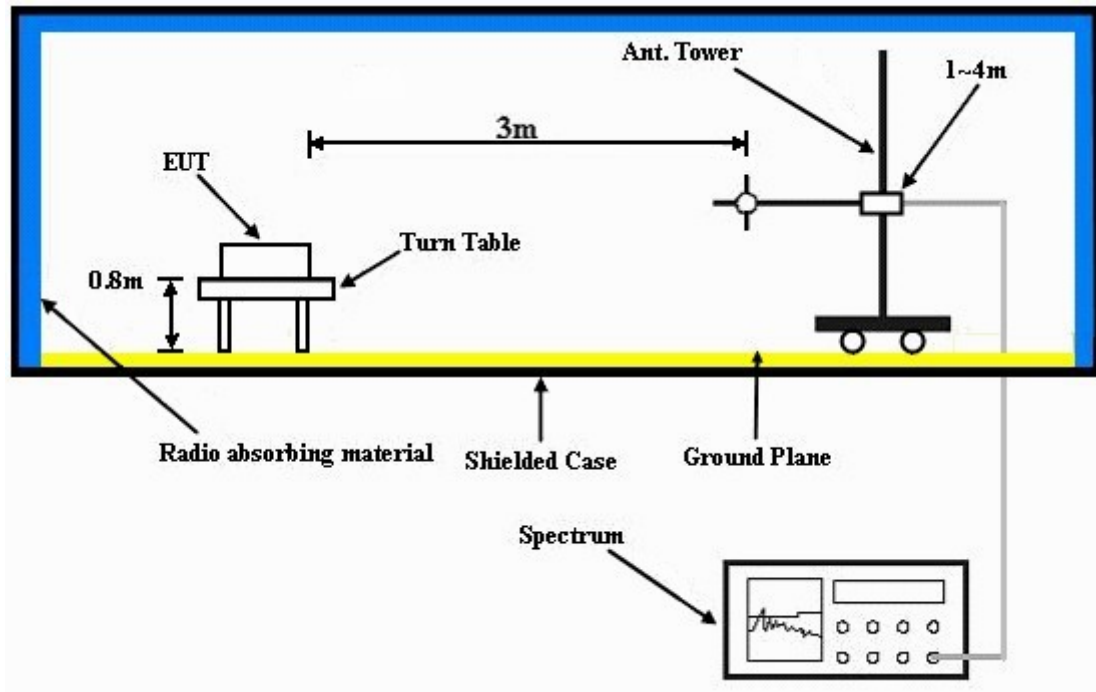 Ant. Tower
1~4m
3m
EUT
Turn Table
0.8m
Radio absorbing material
Shielded Case
Ground Plane
Spectrum